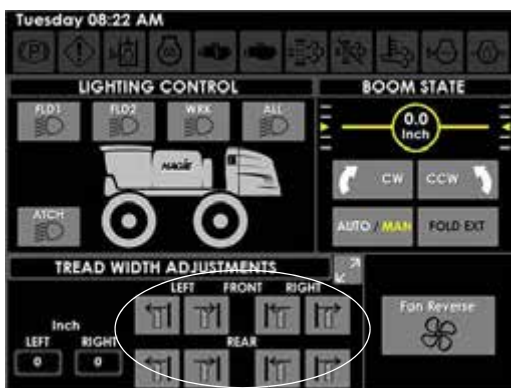 Tuesday 08:22 AM
LIGHTING CONTROL
FLD1 FLD2 WRK ALL
HAGIE
ATCH
BOOM STATE
0.0
Inch
CW CCW
AUTO / MAN FOLD EXT
TREAD WIDTH ADJUSTMENTS
LEFT FRONT RIGHT
Inch
LEFT RIGHT
0 0
REAR
Fan Reverse